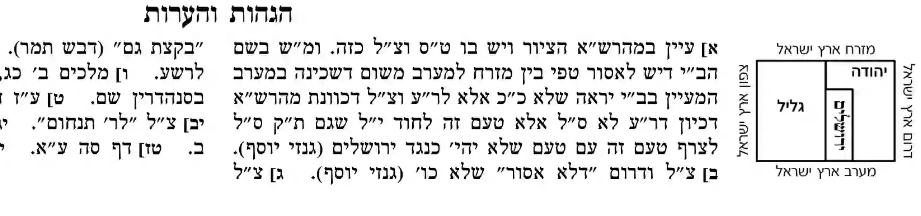 הגהות והערות
א] עיין במהרש״א הציור ויש בו ט״ס וצ״ל כזה. ומ״ש בשם
הב״י דיש לאסור טפי בין מזרח למערב משום דשכינה במערב
המעיין בב״י יראה שלא כ״כ אלא לר״ע וצ״ל דכוונת מהרש״א
דכיון דר״ע לא ס״ל אלא טעם זה לחוד י״ל שגם ת״ק ס״ל
לצרף טעם זה עם טעם שלא יהי׳ כנגד ירושלים (גנזי יוסף).
ב] צ״ל ודרום ״דלא אסור״ שלא כו׳ (גנזי יוסף). ג] צ״ל
״בקצת גם״ (דבש תמר).
לרשע. ו] מלכים ב׳ כג,
בסנהדרין שם. ט] ע״ז
יב] צ״ל ״לר׳ תנחום״.
ב. טז] דף סה ע״א.
מזרח ארץ ישראל
צפון ארץ ישראל
יהודה
גליל
ירושלים
דרום ארץ ישראל
מערב ארץ ישראל